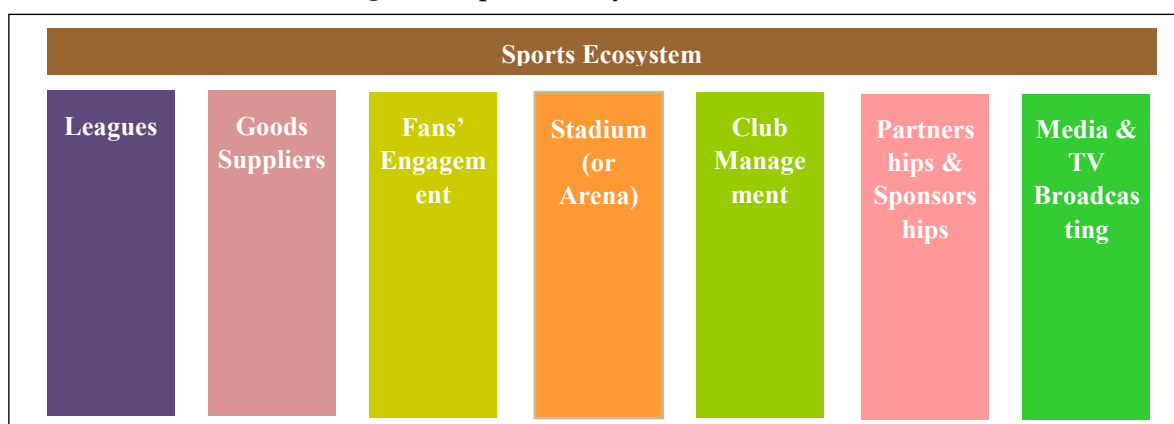 Sports Ecosystem
Leagues
Goods
Suppliers
Fans’
Engagem
ent
Stadium
(or
Arena)
Club
Manage
ment
Partners
hips &
Sponsors
hips
Media &
TV
Broadcas
ting